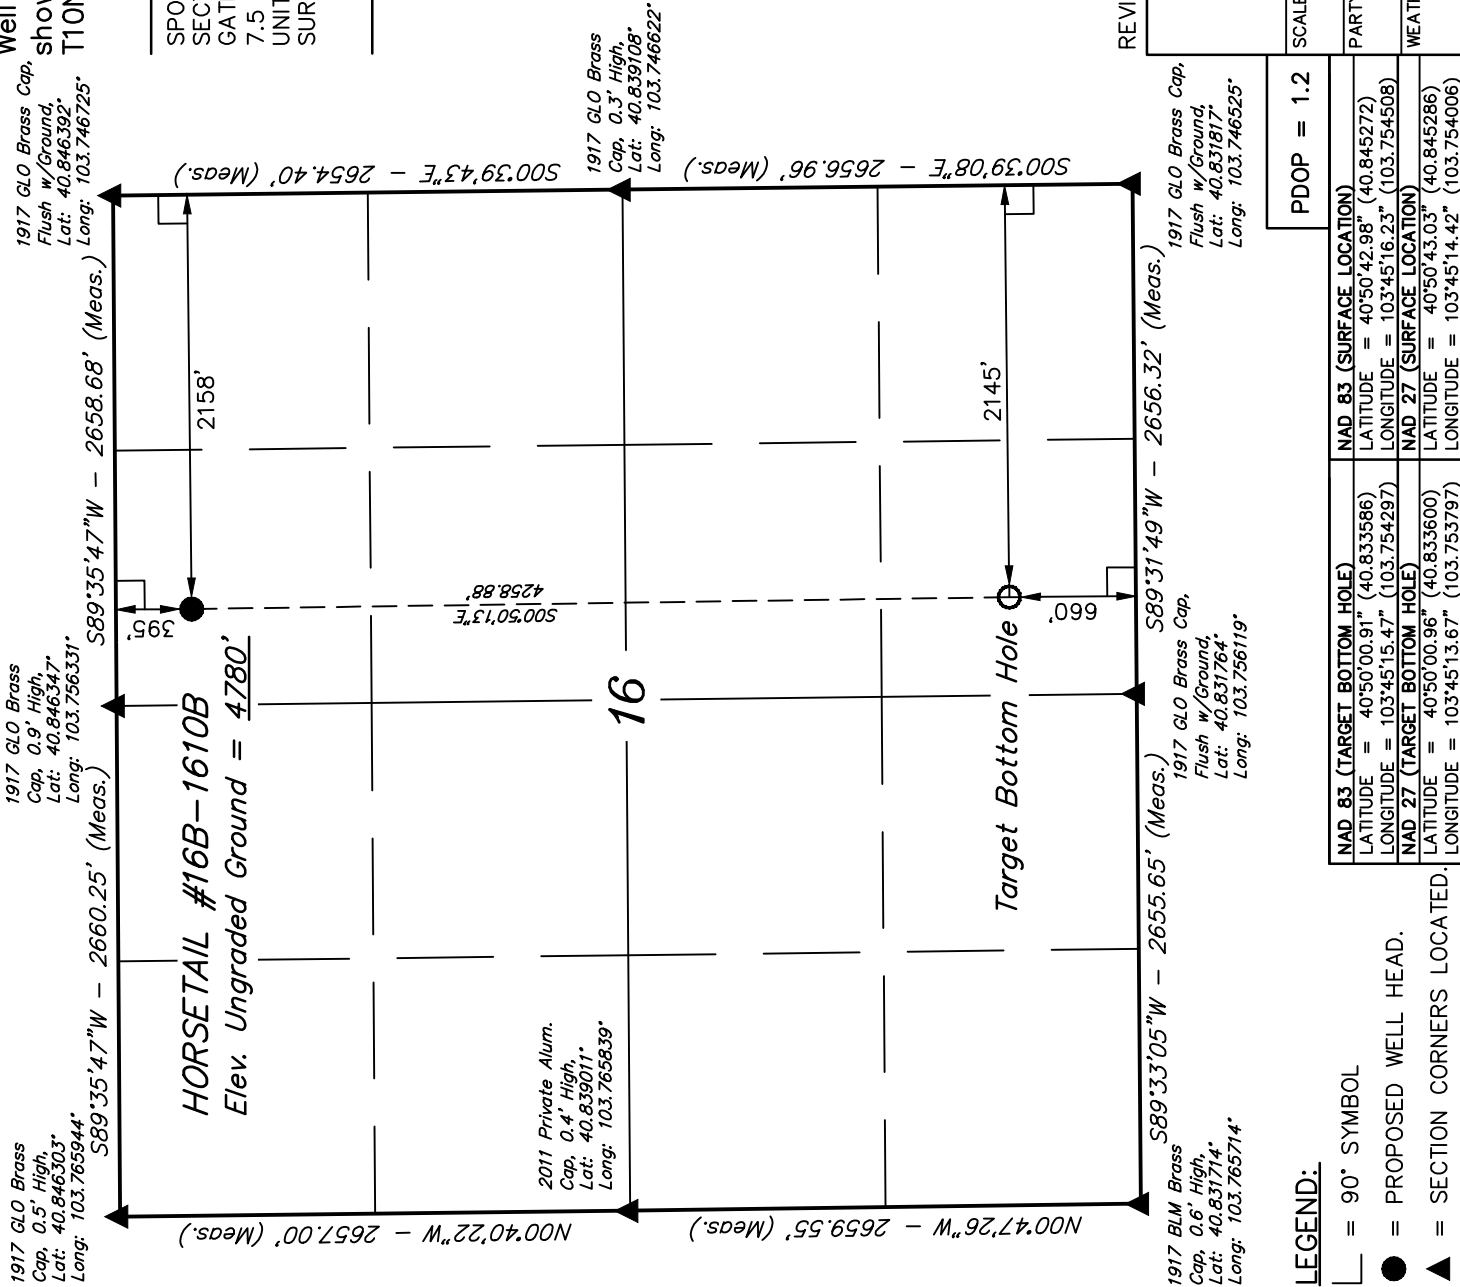 Well
show
T10N
SPO
SECT
GAT
7.5
UNIT
SUR
1917 GLO Brass
Cap, 0.5' High,
Lat: 40.846303°
Long: 103.765944°
S89°35'47"W – 2660.25' (Meas.)
1917 GLO Brass
Cap, 0.9' High,
Lat: 40.846347°
Long: 103.756331°
S89°35'47"W – 2658.68' (Meas.)
1917 GLO Brass Cap,
Flush w/Ground,
Lat: 40.846392°
Long: 103.746725°
395'
2158'
HORSETAIL #16B–1610B
Elev. Ungraded Ground = 4780'
S00°39'43"E – 2654.40' (Meas.)
N00°40'22"W – 2657.00' (Meas.)
S00°50'13"E
4258.88'
2011 Private Alum.
Cap, 0.4' High,
Lat: 40.839011°
Long: 103.765839°
16
1917 GLO Brass
Cap, 0.3' High,
Lat: 40.839108°
Long: 103.746622°
N00°47'26"W – 2659.55' (Meas.)
S00°39'08"E – 2656.96' (Meas.)
2145'
Target Bottom Hole
660'
S89°33'05"W – 2655.65' (Meas.)
S89°31'49"W – 2656.32' (Meas.)
1917 BLM Brass
Cap, 0.6' High,
Lat: 40.831714°
Long: 103.765714°
1917 GLO Brass Cap,
Flush w/Ground,
Lat: 40.831764°
Long: 103.756119°
1917 GLO Brass Cap,
Flush w/Ground,
Lat: 40.831817°
Long: 103.746525°
REVI
SCALE
PARTY
WEATH
PDOP = 1.2
LEGEND:
= 90° SYMBOL
= PROPOSED WELL HEAD.
= SECTION CORNERS LOCATED.
NAD 83 (TARGET BOTTOM HOLE)
LATITUDE = 40°50'00.91" (40.833586)
LONGITUDE = 103°45'15.47" (103.754297)
NAD 27 (TARGET BOTTOM HOLE)
LATITUDE = 40°50'00.96" (40.833600)
LONGITUDE = 103°45'13.67" (103.753797)
NAD 83 (SURFACE LOCATION)
LATITUDE = 40°50'42.98" (40.845272)
LONGITUDE = 103°45'16.23" (103.754508)
NAD 27 (SURFACE LOCATION)
LATITUDE = 40°50'43.03" (40.845286)
LONGITUDE = 103°45'14.42" (103.754006)